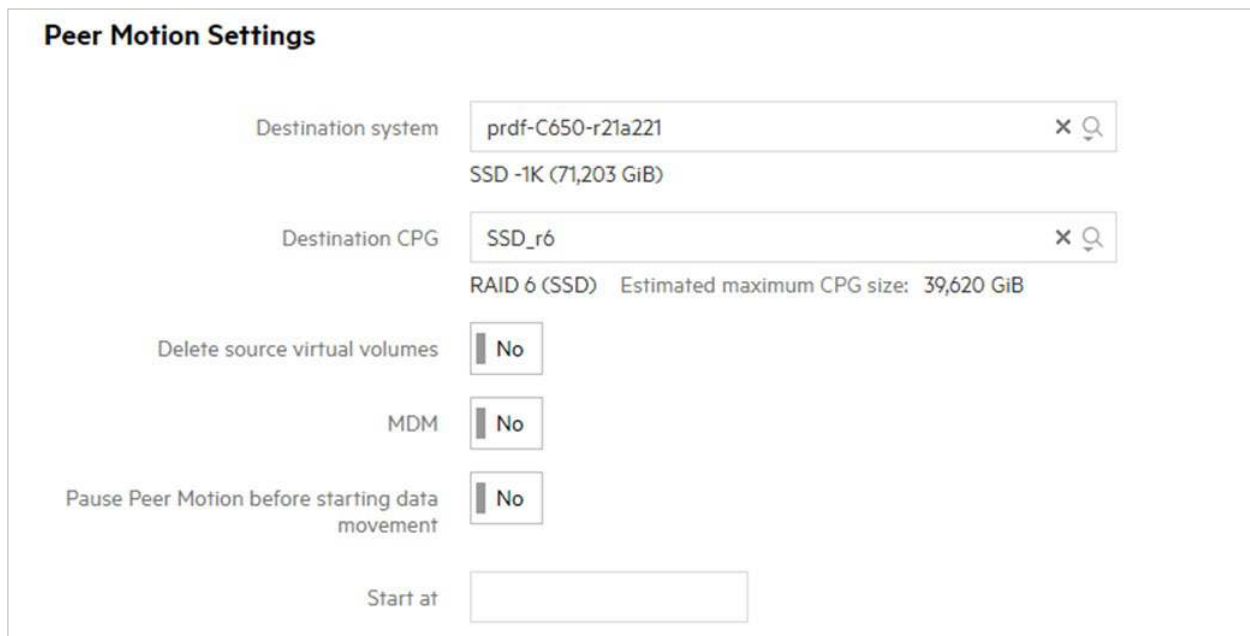 Peer Motion Settings
Destination system prdf-C650-r21a221
SSD -1K (71,203 GiB)
Destination CPG SSD_r6
RAID 6 (SSD) Estimated maximum CPG size: 39,620 GiB
Delete source virtual volumes No
MDM No
Pause Peer Motion before starting data No
movement
Start at